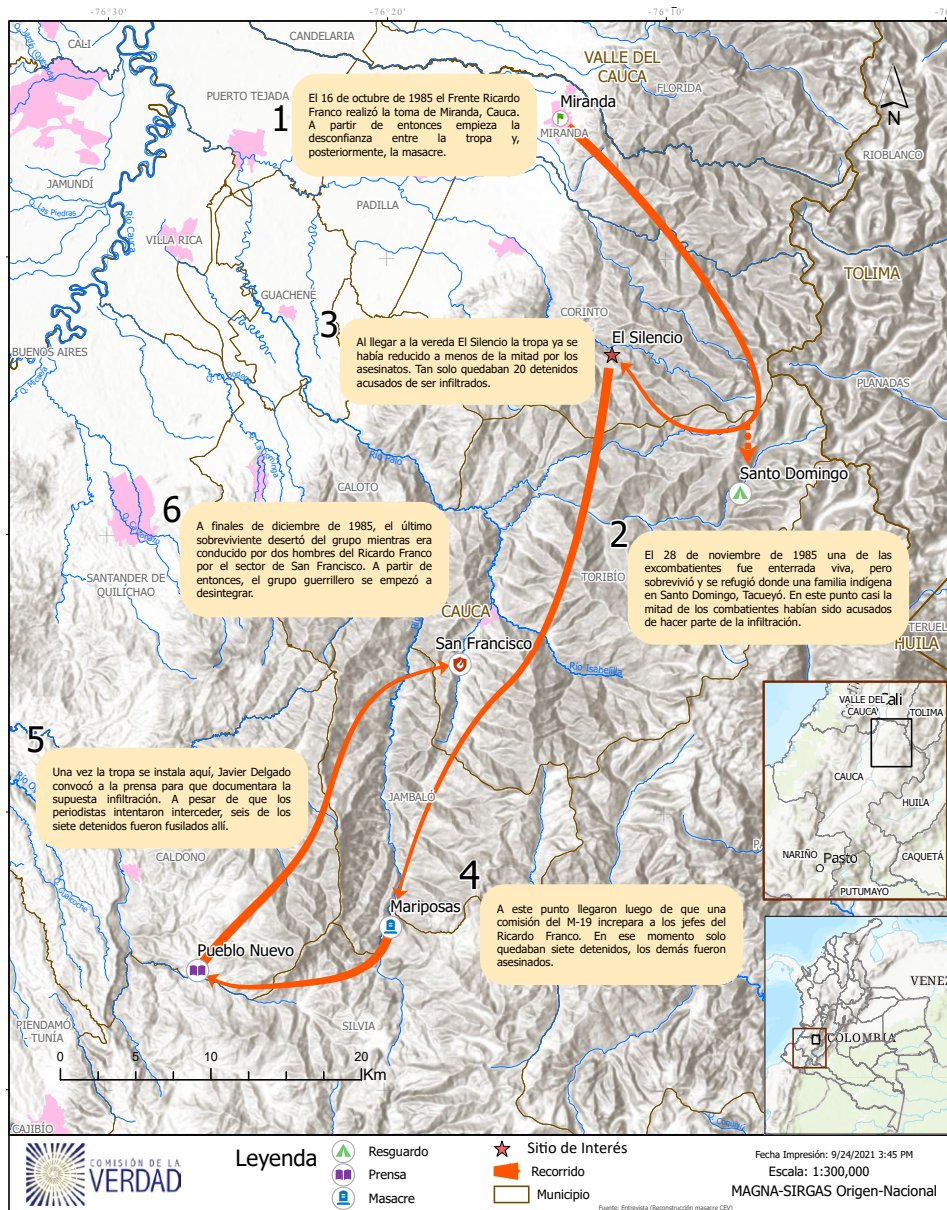 -76°30'
-76°20'
-76°10'
CALI
CANDELARIA
VALLE DEL
CAUCA
FLORIDA
PUERTO TEJADA
1
El 16 de octubre de 1985 el Frente Ricardo
Franco realizó la toma de Miranda, Cauca.
A partir de entonces empieza la
desconfianza entre la tropa y,
posteriormente, la masacre.
Miranda
MIRANDA
N
RIOBLANCO
JAMUNDÍ
Q. Las Piedras
Río Cauca
PADILLA
VILLA RICA
TOLIMA
GUACHENÉ
CORINTO
3
Al llegar a la vereda El Silencio la tropa ya se
había reducido a menos de la mitad por los
asesinatos. Tan solo quedaban 20 detenidos
acusados de ser infiltrados.
El Silencio
BUENOS AIRES
PLANADAS
Río Palo
Santo Domingo
CALOTO
6
A finales de diciembre de 1985, el último
sobreviviente desertó del grupo mientras era
conducido por dos hombres del Ricardo Franco
por el sector de San Francisco. A partir de
entonces, el grupo guerrillero se empezó a
desintegrar.
2
El 28 de noviembre de 1985 una de las
excombatientes fue enterrada viva, pero
sobrevivió y se refugió donde una familia indígena
en Santo Domingo, Tacueyó. En este punto casi la
mitad de los combatientes habían sido acusados
de hacer parte de la infiltración.
SANTANDER DE
QUILICHAO
TORIBÍO
CAUCA
TERUEL
HUILA
San Francisco
Río Isabelilla
5
Una vez la tropa se instala aquí, Javier Delgado
convocó a la prensa para que documentara la
supuesta infiltración. A pesar de que los
periodistas intentaron interceder, seis de los
siete detenidos fueron fusilados allí.
JAMBALÓ
CALDONO
4
A este punto llegaron luego de que una
comisión del M-19 increpara a los jefes del
Ricardo Franco. En ese momento solo
quedaban siete detenidos, los demás fueron
asesinados.
Mariposas
Pueblo Nuevo
PIENDAMÓ
- TUNÍA
SILVIA
CAJIBÍO
0 5 10 20
Km
VALLE DEL
CAUCA
Cali
TOLIMA
CAUCA
HUILA
NARIÑO
Pasto
CAQUETÁ
PUTUMAYO
VENEZ
COLOMBIA
COMISIÓN DE LA
VERDAD
Leyenda
Resguardo
Prensa
Masacre
Sitio de Interés
Recorrido
Municipio
Fecha Impresión: 9/24/2021 3:45 PM
Escala: 1:300,000
MAGNA-SIRGAS Origen-Nacional
Fuente: Entrevista (Reconstrucción masacre CEV)